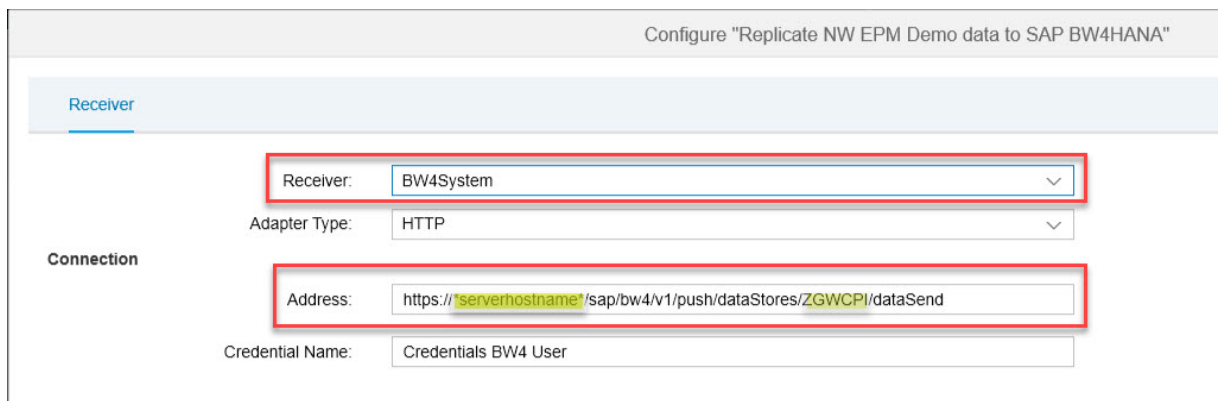 Configure "Replicate NW EPM Demo data to SAP BW4HANA"
Receiver
Receiver: BW4System
Adapter Type: HTTP
Connection
Address: https://*serverhostname*/sap/bw4/v1/push/dataStores/ZGWCPI/dataSend
Credential Name: Credentials BW4 User